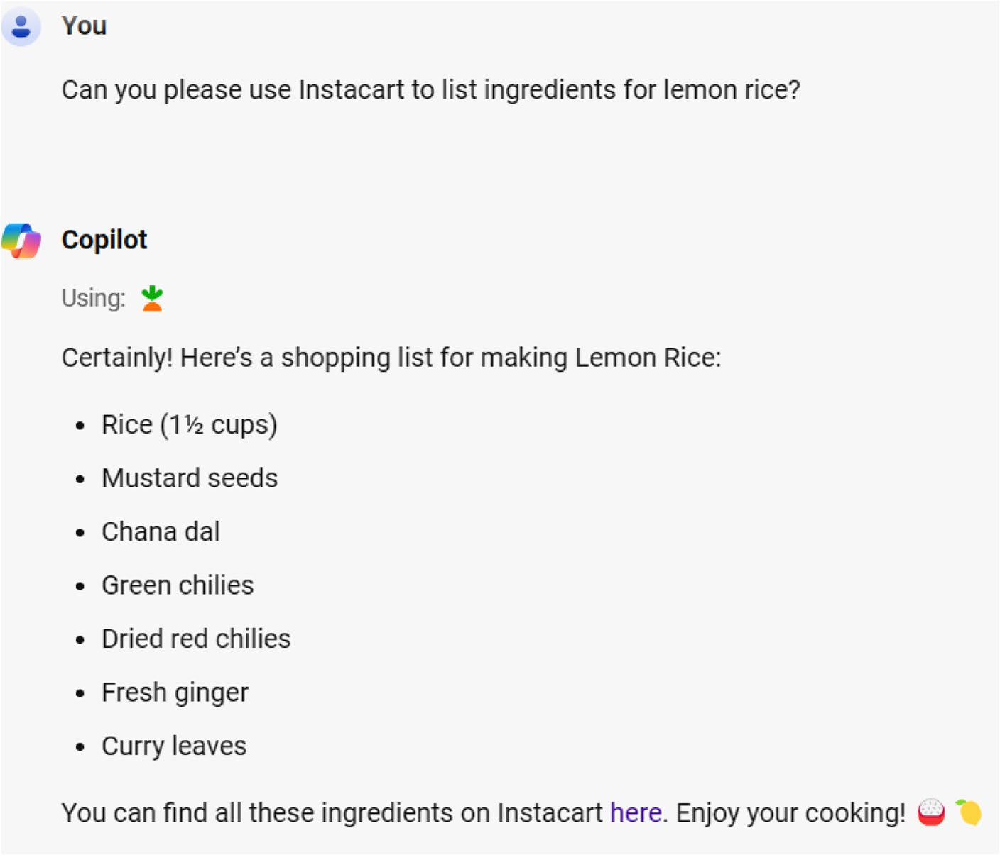 You
Can you please use Instacart to list ingredients for lemon rice?
Copilot
Using:
Certainly! Here’s a shopping list for making Lemon Rice:
• Rice (1½ cups)
• Mustard seeds
• Chana dal
• Green chilies
• Dried red chilies
• Fresh ginger
• Curry leaves
You can find all these ingredients on Instacart here. Enjoy your cooking! 🍚 🍋